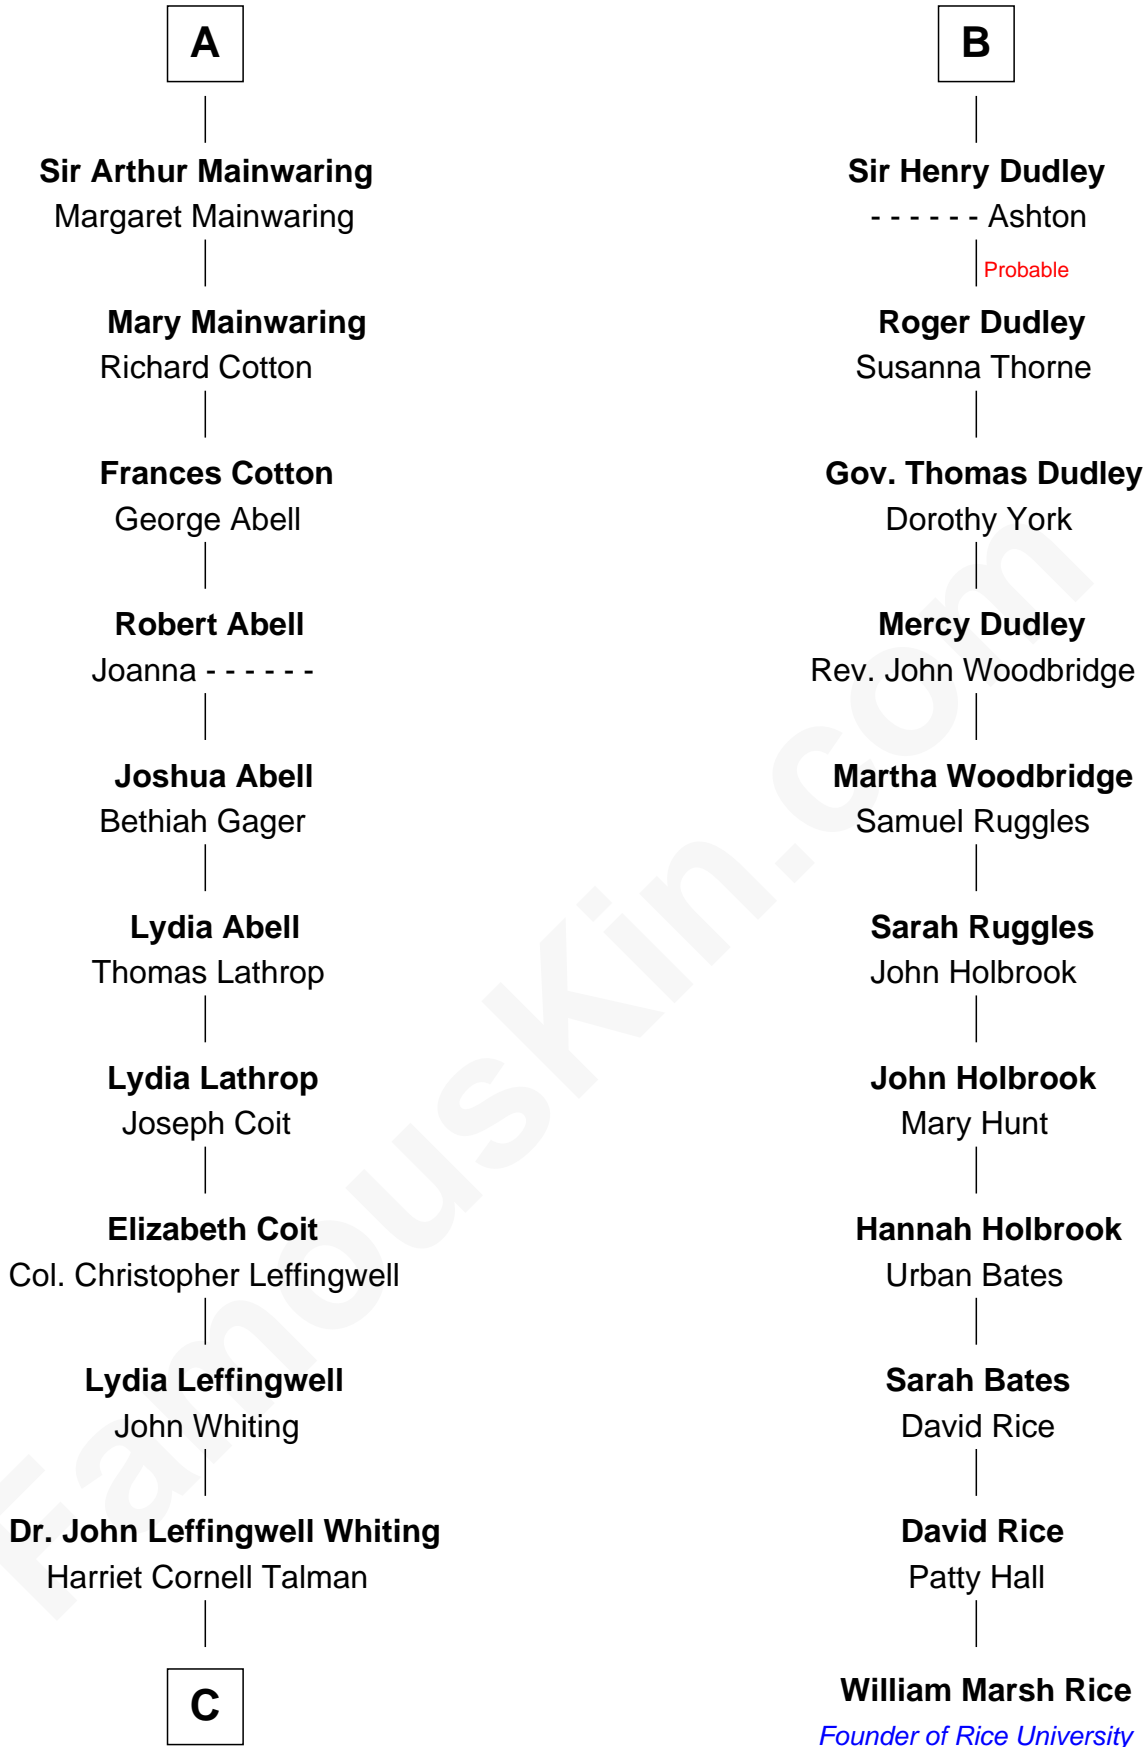 A
Sir Arthur Mainwaring
Margaret Mainwaring
Mary Mainwaring
Richard Cotton
Frances Cotton
George Abell
Robert Abell
Joanna - - - - - -
Joshua Abell
Bethiah Gager
Lydia Abell
Thomas Lathrop
Lydia Lathrop
Joseph Coit
Elizabeth Coit
Col. Christopher Leffingwell
Lydia Leffingwell
John Whiting
Dr. John Leffingwell Whiting
Harriet Cornell Talman
C
B
Sir Henry Dudley
- - - - - - Ashton
Probable
Roger Dudley
Susanna Thorne
Gov. Thomas Dudley
Dorothy York
Mercy Dudley
Rev. John Woodbridge
Martha Woodbridge
Samuel Ruggles
Sarah Ruggles
John Holbrook
John Holbrook
Mary Hunt
Hannah Holbrook
Urban Bates
Sarah Bates
David Rice
David Rice
Patty Hall
William Marsh Rice
Founder of Rice University
FamousKin.com